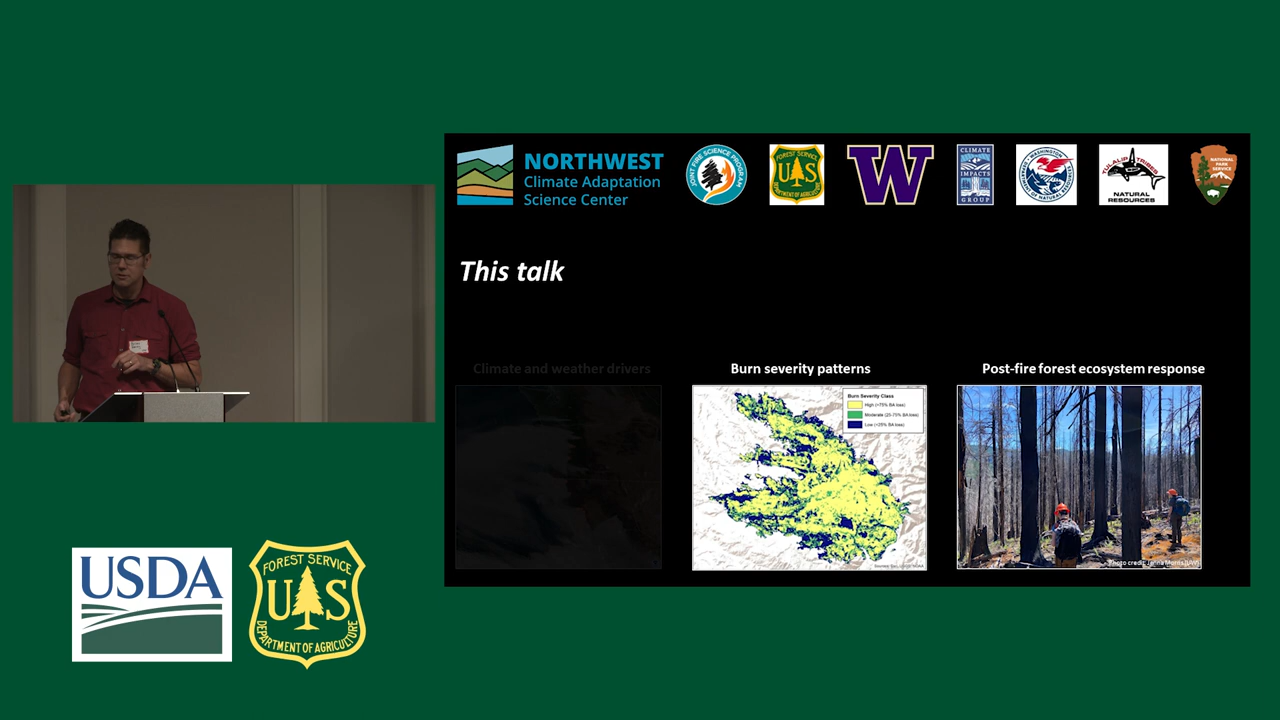 NORTHWEST
Climate Adaptation
Science Center
JOINT FIRE SCIENCE PROGRAM
FOREST SERVICE
U S
DEPARTMENT OF AGRICULTURE
W
CLIMATE
IMPACTS
GROUP
TULALIP TRIBES
NATURAL
RESOURCES
NATIONAL
PARK
SERVICE
This talk
Climate and weather drivers
Burn severity patterns
Post-fire forest ecosystem response
Burn Severity Class
High (>75% BA loss)
Moderate (25-75% BA loss)
Low (<25% BA loss)
USDA
FOREST SERVICE
U S
DEPARTMENT OF AGRICULTURE